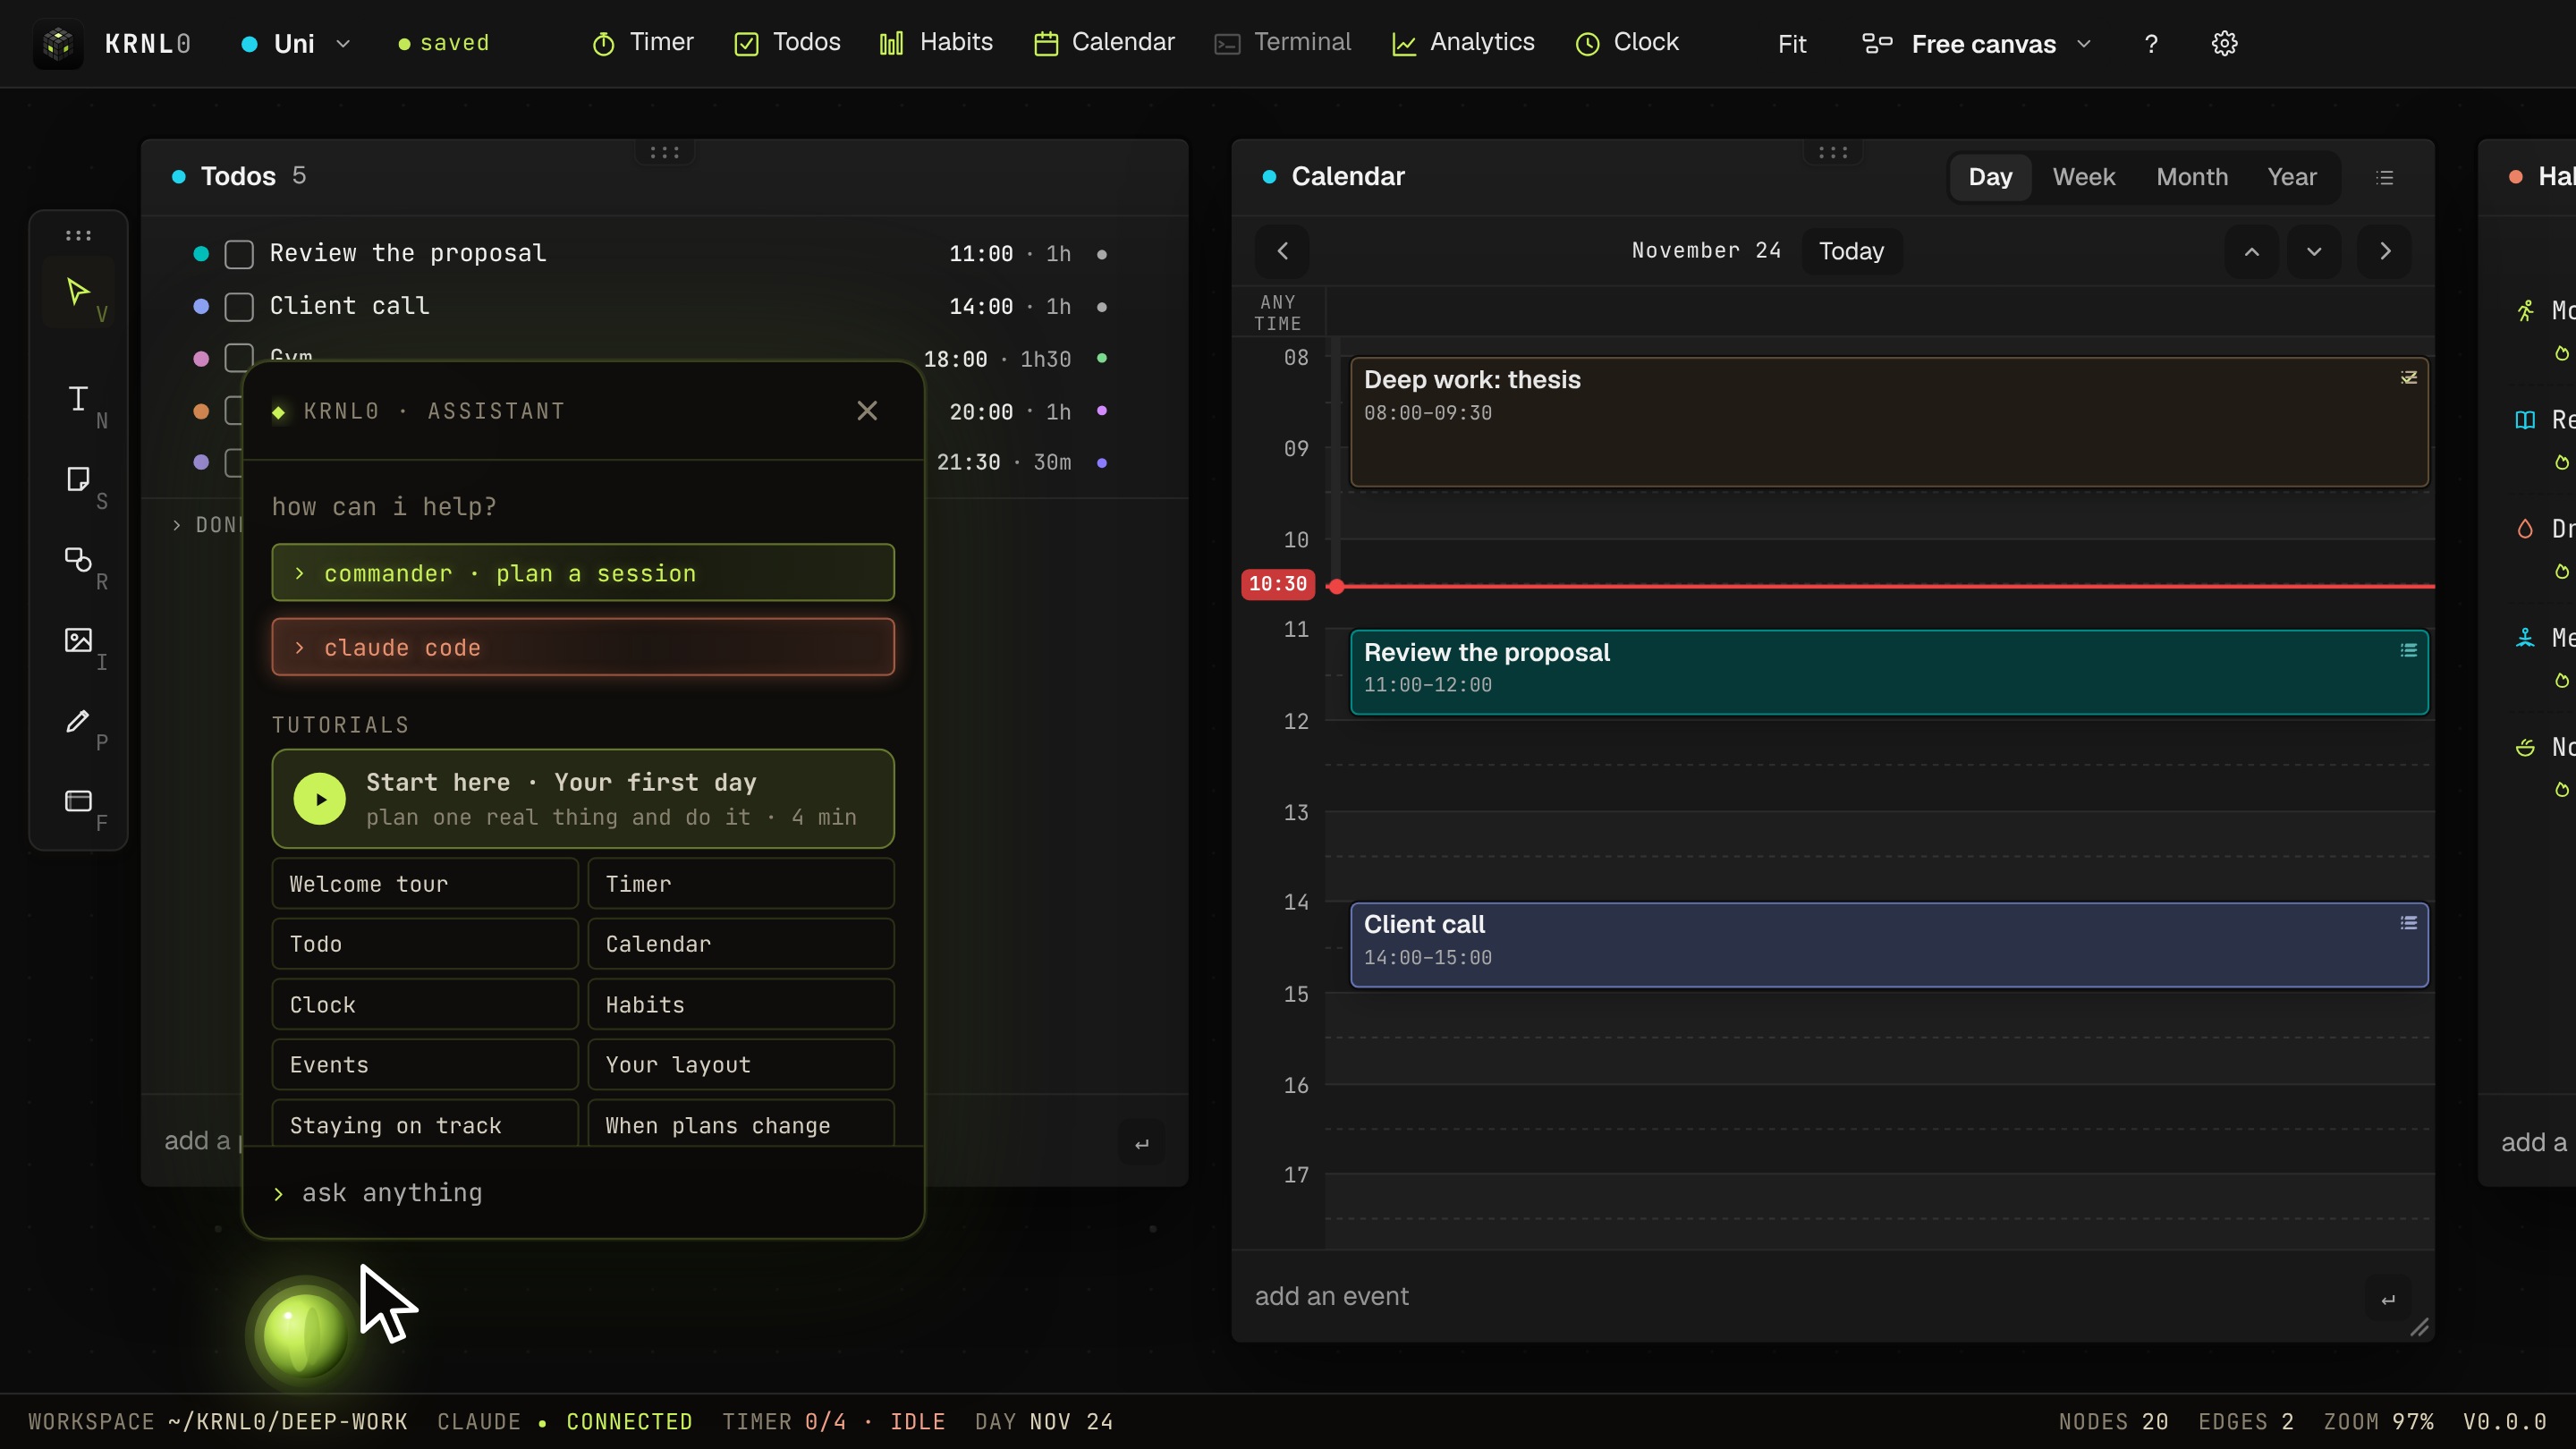 KRNL0
Uni
saved
Timer
Todos
Habits
Calendar
Terminal
Analytics
Clock
Fit
Free canvas
?
V
N
S
R
I
P
F
Todos 5
Review the proposal 11:00 · 1h
Client call 14:00 · 1h
Gym 18:00 · 1h30
20:00 · 1h
21:30 · 30m
add a
KRNL0 · ASSISTANT
how can i help?
commander · plan a session
claude code
TUTORIALS
Start here · Your first day
plan one real thing and do it · 4 min
Welcome tour
Timer
Todo
Calendar
Clock
Habits
Events
Your layout
Staying on track
When plans change
ask anything
Calendar
Day
Week
Month
Year
November 24
Today
ANY
TIME
08
Deep work: thesis
08:00–09:30
09
10
10:30
11
Review the proposal
11:00–12:00
12
13
14
Client call
14:00–15:00
15
16
17
add an event
add a
WORKSPACE ~/KRNL0/DEEP-WORK CLAUDE • CONNECTED TIMER 0/4 · IDLE DAY NOV 24
NODES 20 EDGES 2 ZOOM 97% V0.0.0